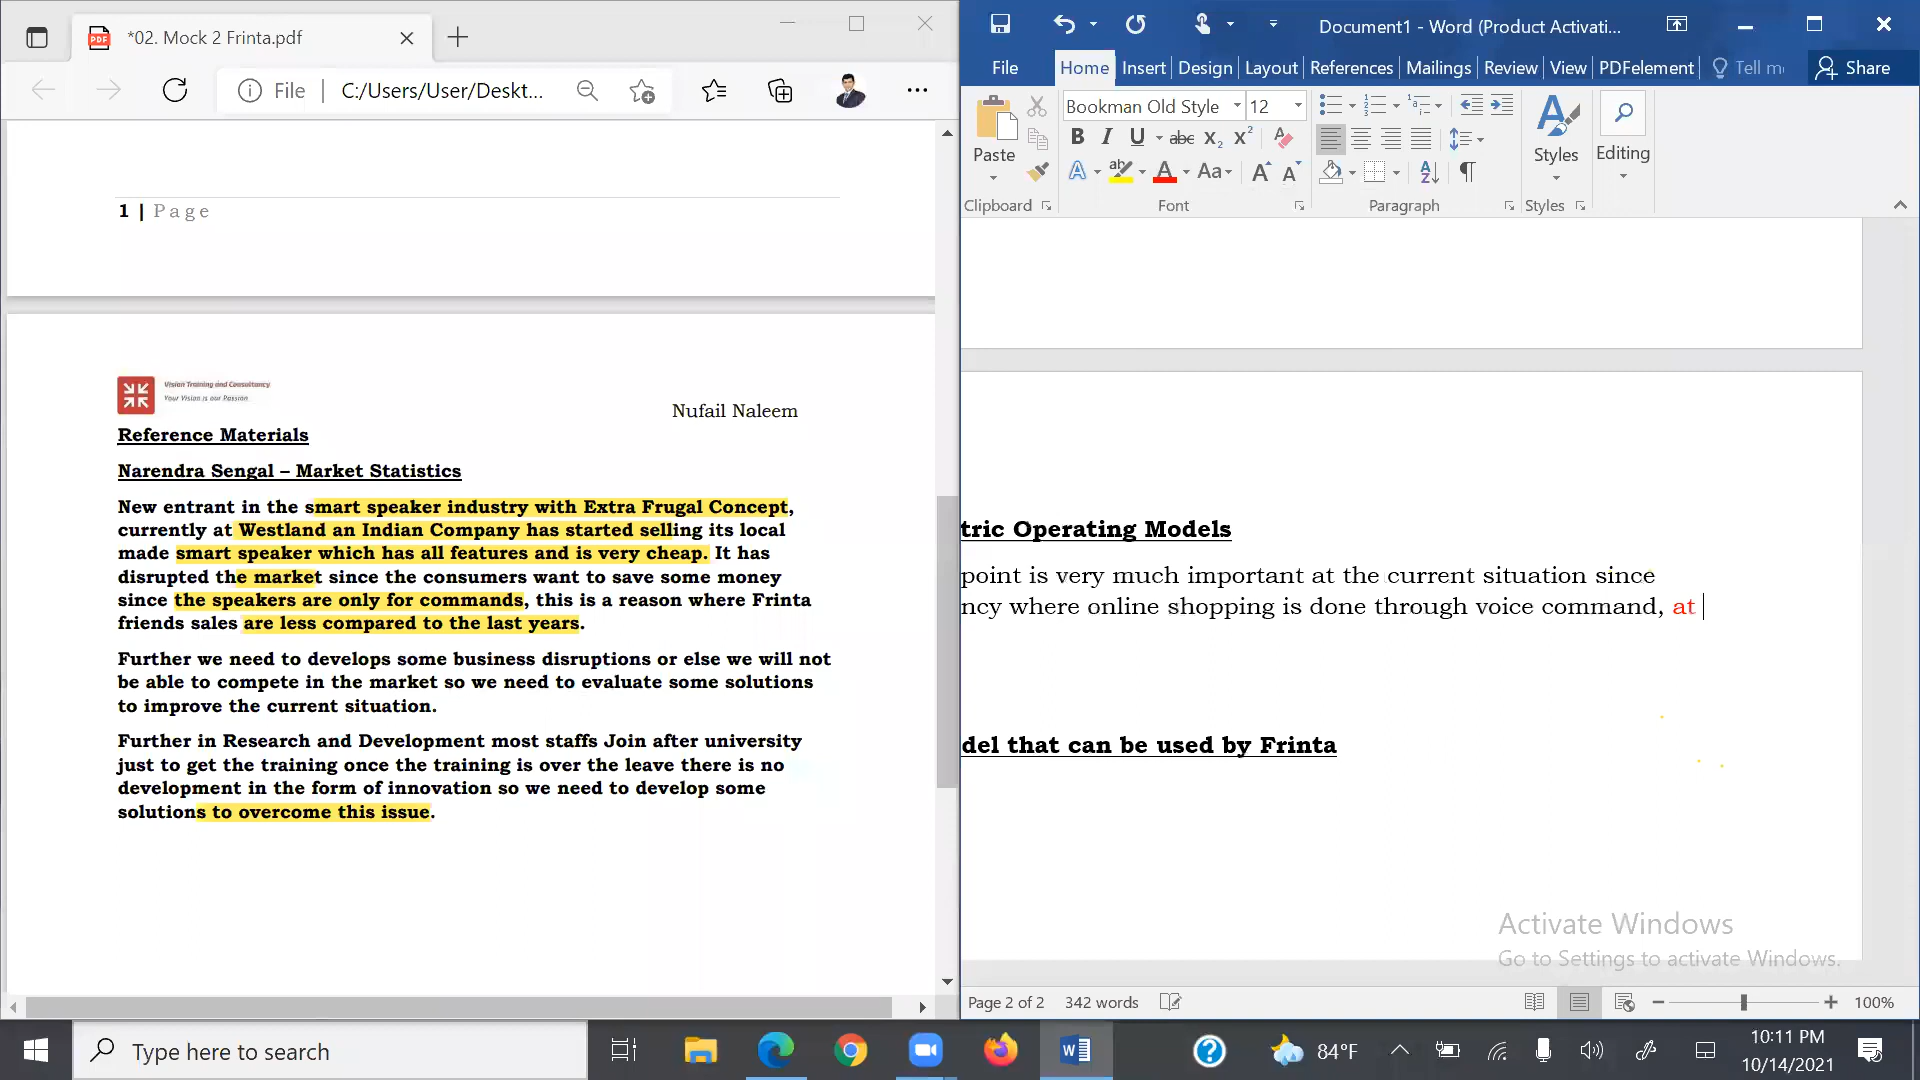 *02. Mock 2 Frinta.pdf
File
C:/Users/User/Deskt...
1 | Page
Vision Training and Consultancy
Your Vision is our Passion
Nufail Naleem
Reference Materials
Narendra Sengal – Market Statistics
New entrant in the smart speaker industry with Extra Frugal Concept,
currently at Westland an Indian Company has started selling its local
made smart speaker which has all features and is very cheap. It has
disrupted the market since the consumers want to save some money
since the speakers are only for commands, this is a reason where Frinta
friends sales are less compared to the last years.
Further we need to develops some business disruptions or else we will not
be able to compete in the market so we need to evaluate some solutions
to improve the current situation.
Further in Research and Development most staffs Join after university
just to get the training once the training is over the leave there is no
development in the form of innovation so we need to develop some
solutions to overcome this issue.
Document1 - Word (Product Activati...
File Home Insert Design Layout References Mailings Review View PDFelement Tell m Share
Bookman Old Style 12
Paste
Styles
Editing
Clipboard Font Paragraph Styles
tric Operating Models
point is very much important at the current situation since
ncy where online shopping is done through voice command, at
del that can be used by Frinta
Activate Windows
Go to Settings to activate Windows.
Page 2 of 2 342 words 100%
Type here to search
84°F
10:11 PM
10/14/2021